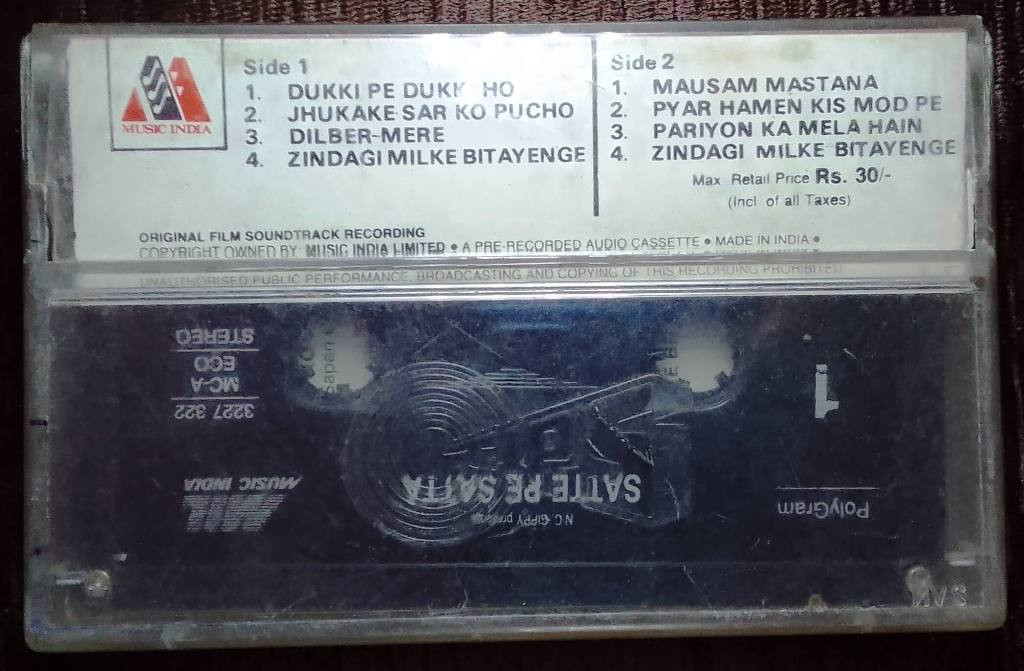 MUSIC INDIA
Side 1
1. DUKKI PE DUKK HO
2. JHUKAKE SAR KO PUCHO
3. DILBER-MERE
4. ZINDAGI MILKE BITAYENGE
Side 2
1. MAUSAM MASTANA
2. PYAR HAMEN KIS MOD PE
3. PARIYON KA MELA HAIN
4. ZINDAGI MILKE BITAYENGE
Max Retail Price Rs. 30/-
(Incl of all Taxes)
ORIGINAL FILM SOUNDTRACK RECORDING
COPYRIGHT OWNED BY: MUSIC INDIA LIMITED • A PRE-RECORDED AUDIO CASSETTE • MADE IN INDIA •
UNAUTHORISED PUBLIC PERFORMANCE, BROADCASTING AND COPYING OF THIS RECORDING PROHIBITED
PolyGram
N.C. SIPPY
SATTE PE SATTA
MIL
MUSIC INDIA
1
3227 322
MC-A
ECO
STEREO